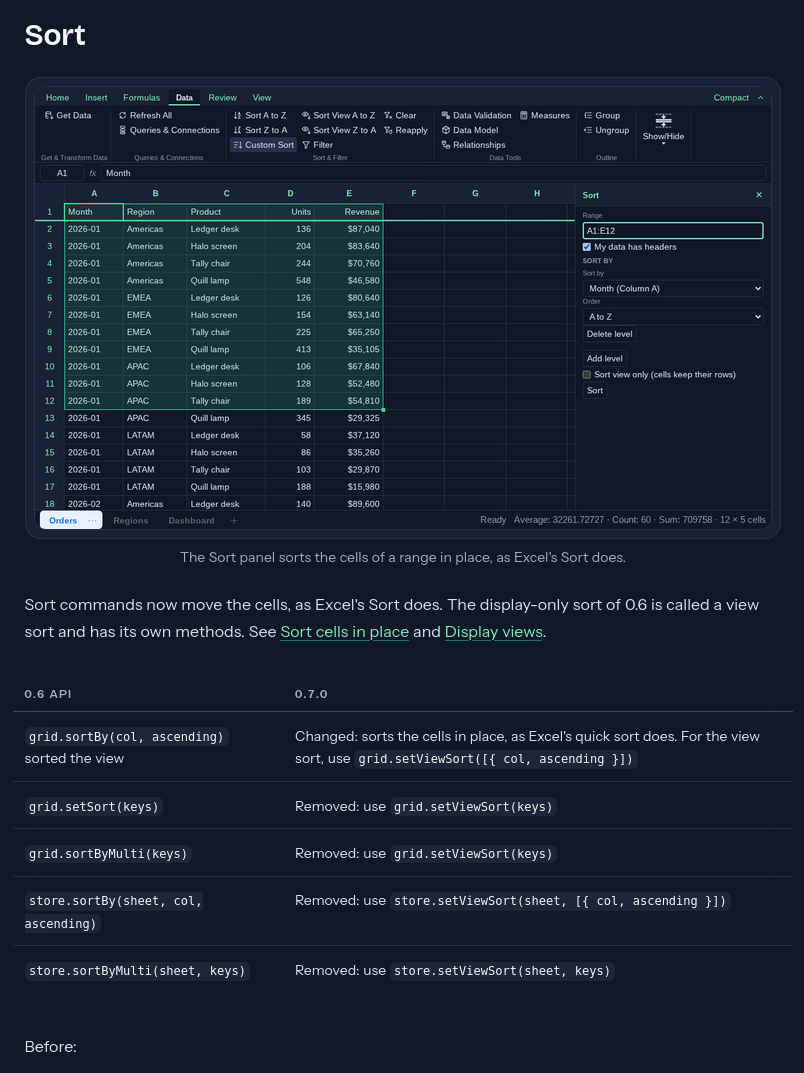 Sort
Home Insert Formulas Data Review View Compact
Get Data Refresh All Sort A to Z Sort View A to Z Clear Data Validation Measures Group
Queries & Connections Sort Z to A Sort View Z to A Reapply Data Model Ungroup Show/Hide
Custom Sort Filter Relationships
Get & Transform Data Queries & Connections Sort & Filter Data Tools Outline
A1 fx Month
A B C D E F G H
1 Month Region Product Units Revenue
2 2026-01 Americas Ledger desk 136 $87,040
3 2026-01 Americas Halo screen 204 $83,640
4 2026-01 Americas Tally chair 244 $70,760
5 2026-01 Americas Quill lamp 548 $46,580
6 2026-01 EMEA Ledger desk 126 $80,640
7 2026-01 EMEA Halo screen 154 $63,140
8 2026-01 EMEA Tally chair 225 $65,250
9 2026-01 EMEA Quill lamp 413 $35,105
10 2026-01 APAC Ledger desk 106 $67,840
11 2026-01 APAC Halo screen 128 $52,480
12 2026-01 APAC Tally chair 189 $54,810
13 2026-01 APAC Quill lamp 345 $29,325
14 2026-01 LATAM Ledger desk 58 $37,120
15 2026-01 LATAM Halo screen 86 $35,260
16 2026-01 LATAM Tally chair 103 $29,870
17 2026-01 LATAM Quill lamp 188 $15,980
18 2026-02 Americas Ledger desk 140 $89,600
Sort
Range
A1:E12
My data has headers
SORT BY
Sort by
Month (Column A)
Order
A to Z
Delete level
Add level
Sort view only (cells keep their rows)
Sort
Orders ··· Regions Dashboard + Ready Average: 32261.72727 · Count: 60 · Sum: 709758 · 12 × 5 cells
The Sort panel sorts the cells of a range in place, as Excel's Sort does.
Sort commands now move the cells, as Excel's Sort does. The display-only sort of 0.6 is called a view
sort and has its own methods. See Sort cells in place and Display views.
0.6 API 0.7.0
grid.sortBy(col, ascending) Changed: sorts the cells in place, as Excel's quick sort does. For the view
sorted the view sort, use grid.setViewSort([{ col, ascending }])
grid.setSort(keys) Removed: use grid.setViewSort(keys)
grid.sortByMulti(keys) Removed: use grid.setViewSort(keys)
store.sortBy(sheet, col, Removed: use store.setViewSort(sheet, [{ col, ascending }])
ascending)
store.sortByMulti(sheet, keys) Removed: use store.setViewSort(sheet, keys)
Before: